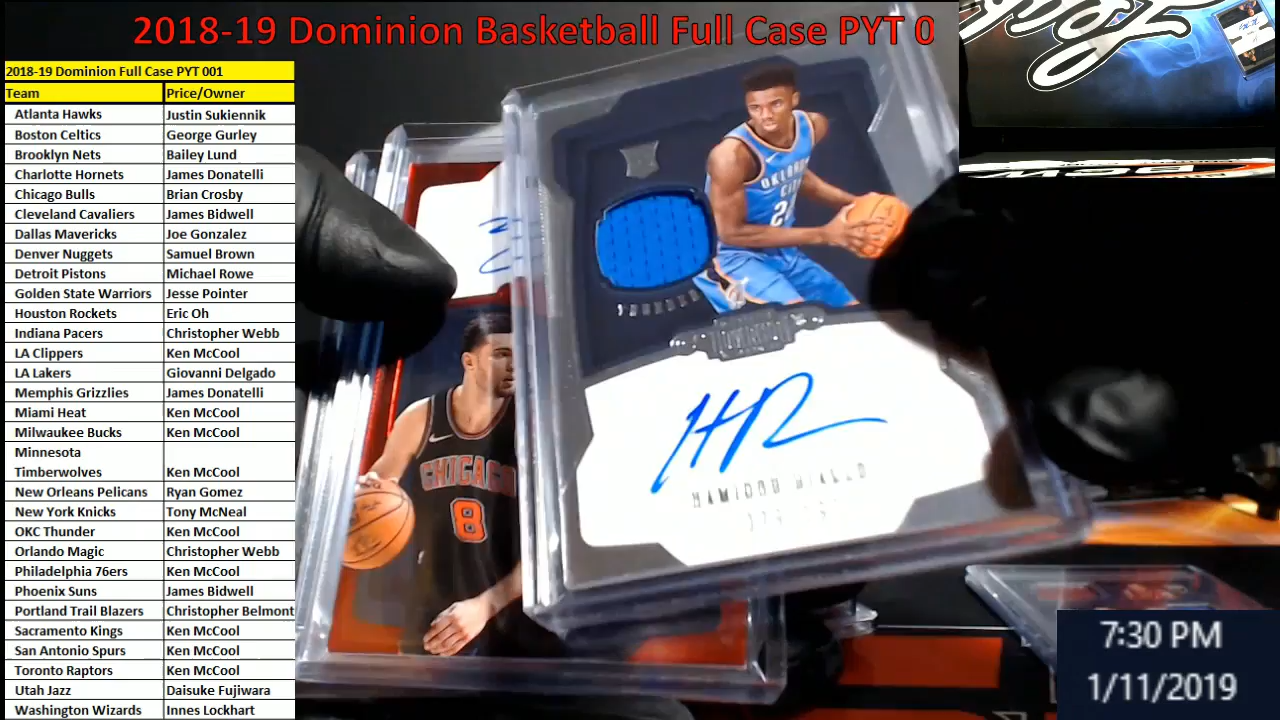 2018-19 Dominion Basketball Full Case PYT 0
2018-19 Dominion Full Case PYT 001
Team Price/Owner
Atlanta Hawks Justin Sukiennik
Boston Celtics George Gurley
Brooklyn Nets Bailey Lund
Charlotte Hornets James Donatelli
Chicago Bulls Brian Crosby
Cleveland Cavaliers James Bidwell
Dallas Mavericks Joe Gonzalez
Denver Nuggets Samuel Brown
Detroit Pistons Michael Rowe
Golden State Warriors Jesse Pointer
Houston Rockets Eric Oh
Indiana Pacers Christopher Webb
LA Clippers Ken McCool
LA Lakers Giovanni Delgado
Memphis Grizzlies James Donatelli
Miami Heat Ken McCool
Milwaukee Bucks Ken McCool
Minnesota
Timberwolves Ken McCool
New Orleans Pelicans Ryan Gomez
New York Knicks Tony McNeal
OKC Thunder Ken McCool
Orlando Magic Christopher Webb
Philadelphia 76ers Ken McCool
Phoenix Suns James Bidwell
Portland Trail Blazers Christopher Belmont
Sacramento Kings Ken McCool
San Antonio Spurs Ken McCool
Toronto Raptors Ken McCool
Utah Jazz Daisuke Fujiwara
Washington Wizards Innes Lockhart
OKLAHOMA
CITY
THUNDER
DOMINION
HAMIDOU DIALLO
CHICAGO
8
7:30 PM
1/11/2019